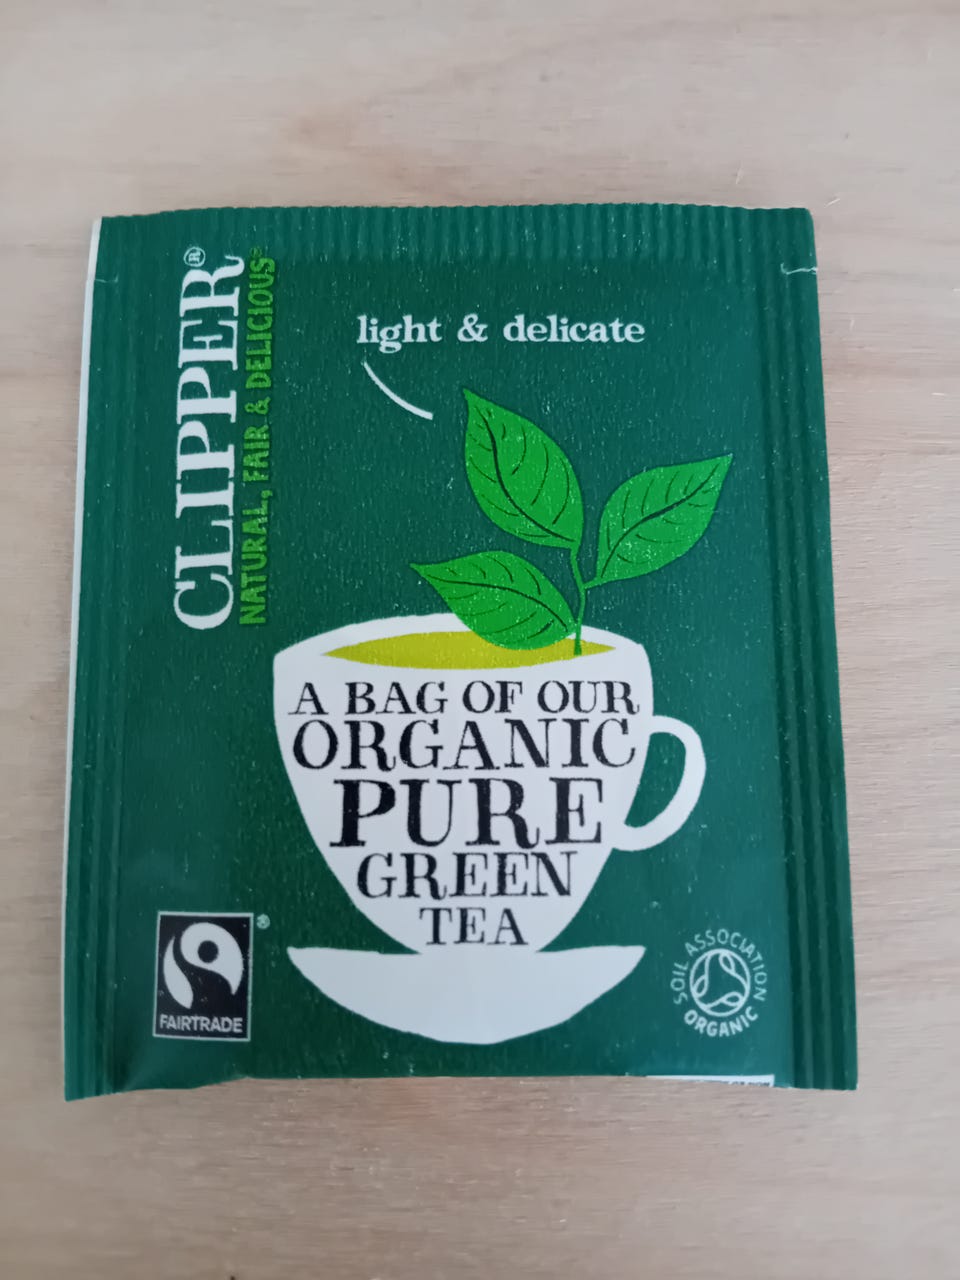 CLIPPER®
NATURAL, FAIR & DELICIOUS®
light & delicate
A BAG OF OUR
ORGANIC
PURE
GREEN
TEA
FAIRTRADE
®
SOIL ASSOCIATION
ORGANIC